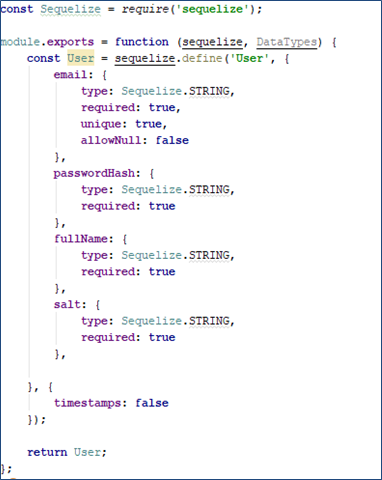 const Sequelize = require('sequelize');
module.exports = function (sequelize, DataTypes) {
const User = sequelize.define('User', {
email: {
type: Sequelize.STRING,
required: true,
unique: true,
allowNull: false
},
passwordHash: {
type: Sequelize.STRING,
required: true
},
fullName: {
type: Sequelize.STRING,
required: true
},
salt: {
type: Sequelize.STRING,
required: true
},
}, {
timestamps: false
});
return User;
};